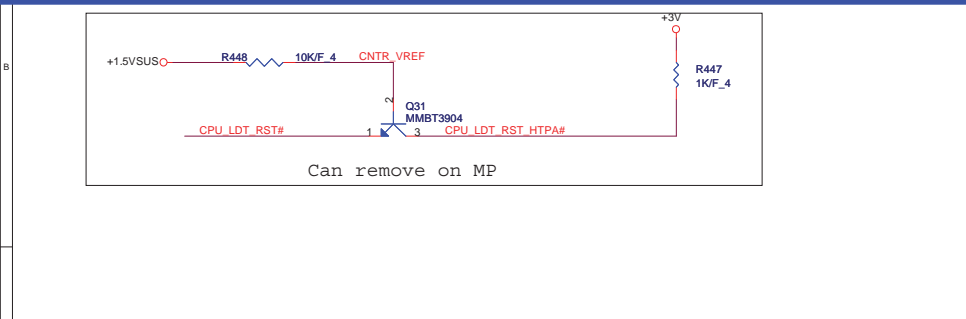 +3V
+1.5VSUS R448 10K/F_4 CNTR_VREF
B
R447
1K/F_4
2
Q31
MMBT3904
CPU_LDT_RST# 1 3 CPU_LDT_RST_HTPA#
Can remove on MP